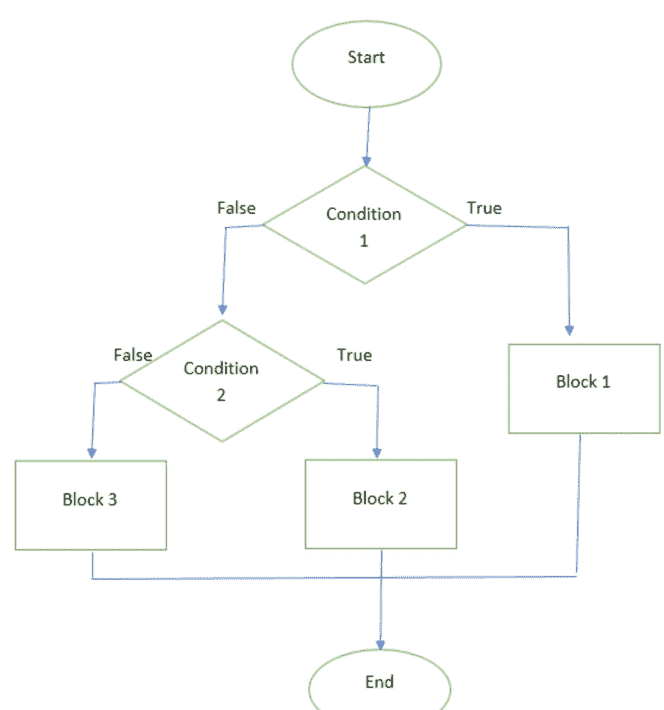 Start
False
True
Condition
1
False
True
Condition
2
Block 1
Block 3
Block 2
End